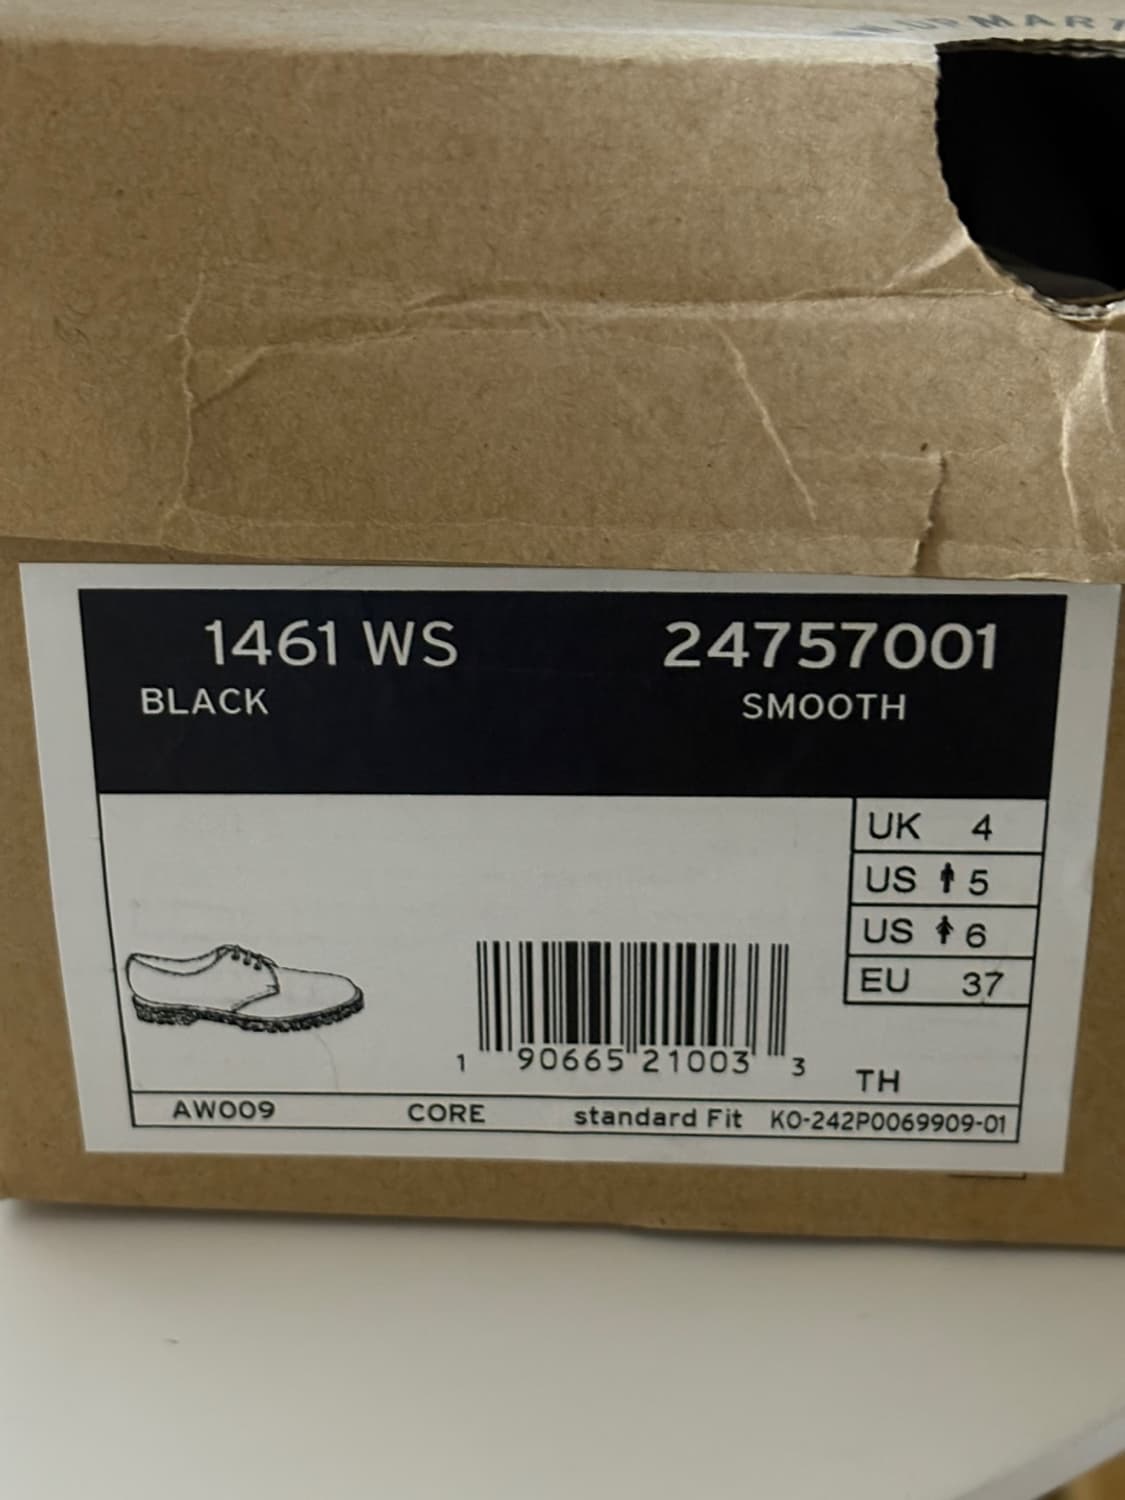 MART
1461 WS 24757001
BLACK SMOOTH
UK 4
US 5
US 6
EU 37
1 90665 21003 3
TH
AW009 CORE standard Fit KO-242P0069909-01